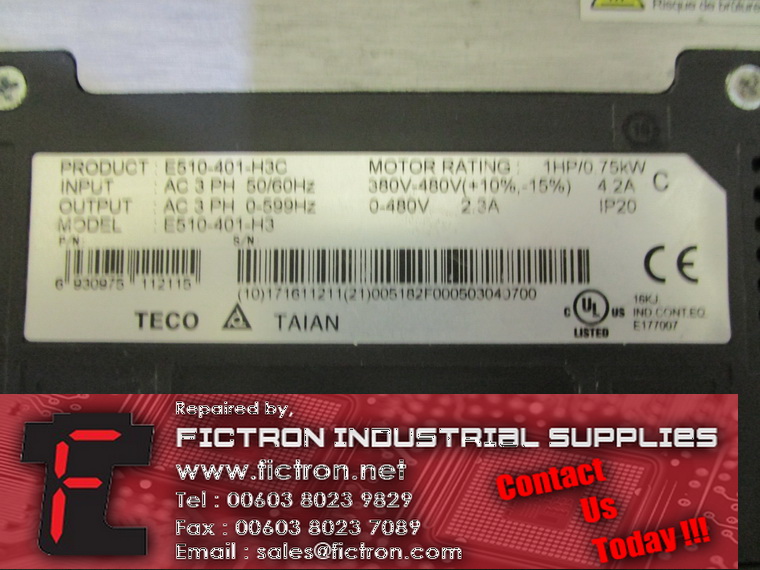 Risque de brûlure
PRODUCT : E510-401-H3C MOTOR RATING : 1HP/0.75kW
INPUT : AC 3 PH 50/60Hz 380V-480V(+10%,-15%) 4.2A C
OUTPUT : AC 3 PH 0-599Hz 0-480V 2.3A IP20
MODEL : E510-401-H3
P/N: S/N:
6 930975 112115
(10)171611211(21)005182F000503040700
CE
TECO TAIAN
C UL US LISTED
16KJ
IND.CONT.EQ.
E177007
Repaired by,
FICTRON INDUSTRIAL SUPPLIES
www.fictron.net
Tel : 00603 8023 9829
Fax : 00603 8023 7089
Email : sales@fictron.com
Contact
Us
Today !!!